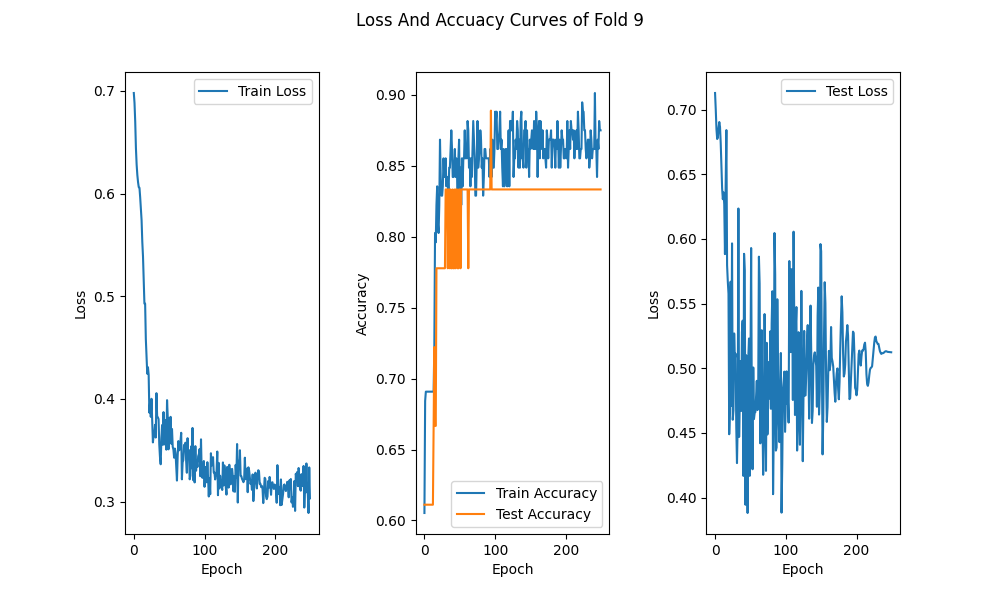 Loss And Accuacy Curves of Fold 9
Train Loss
0.7
0.6
0.5
0.4
0.3
Loss
0
100
200
Epoch
0.90
0.85
0.80
0.75
0.70
0.65
0.60
Accuracy
Train Accuracy
Test Accuracy
0
100
200
Epoch
Test Loss
0.70
0.65
0.60
0.55
0.50
0.45
0.40
Loss
0
100
200
Epoch